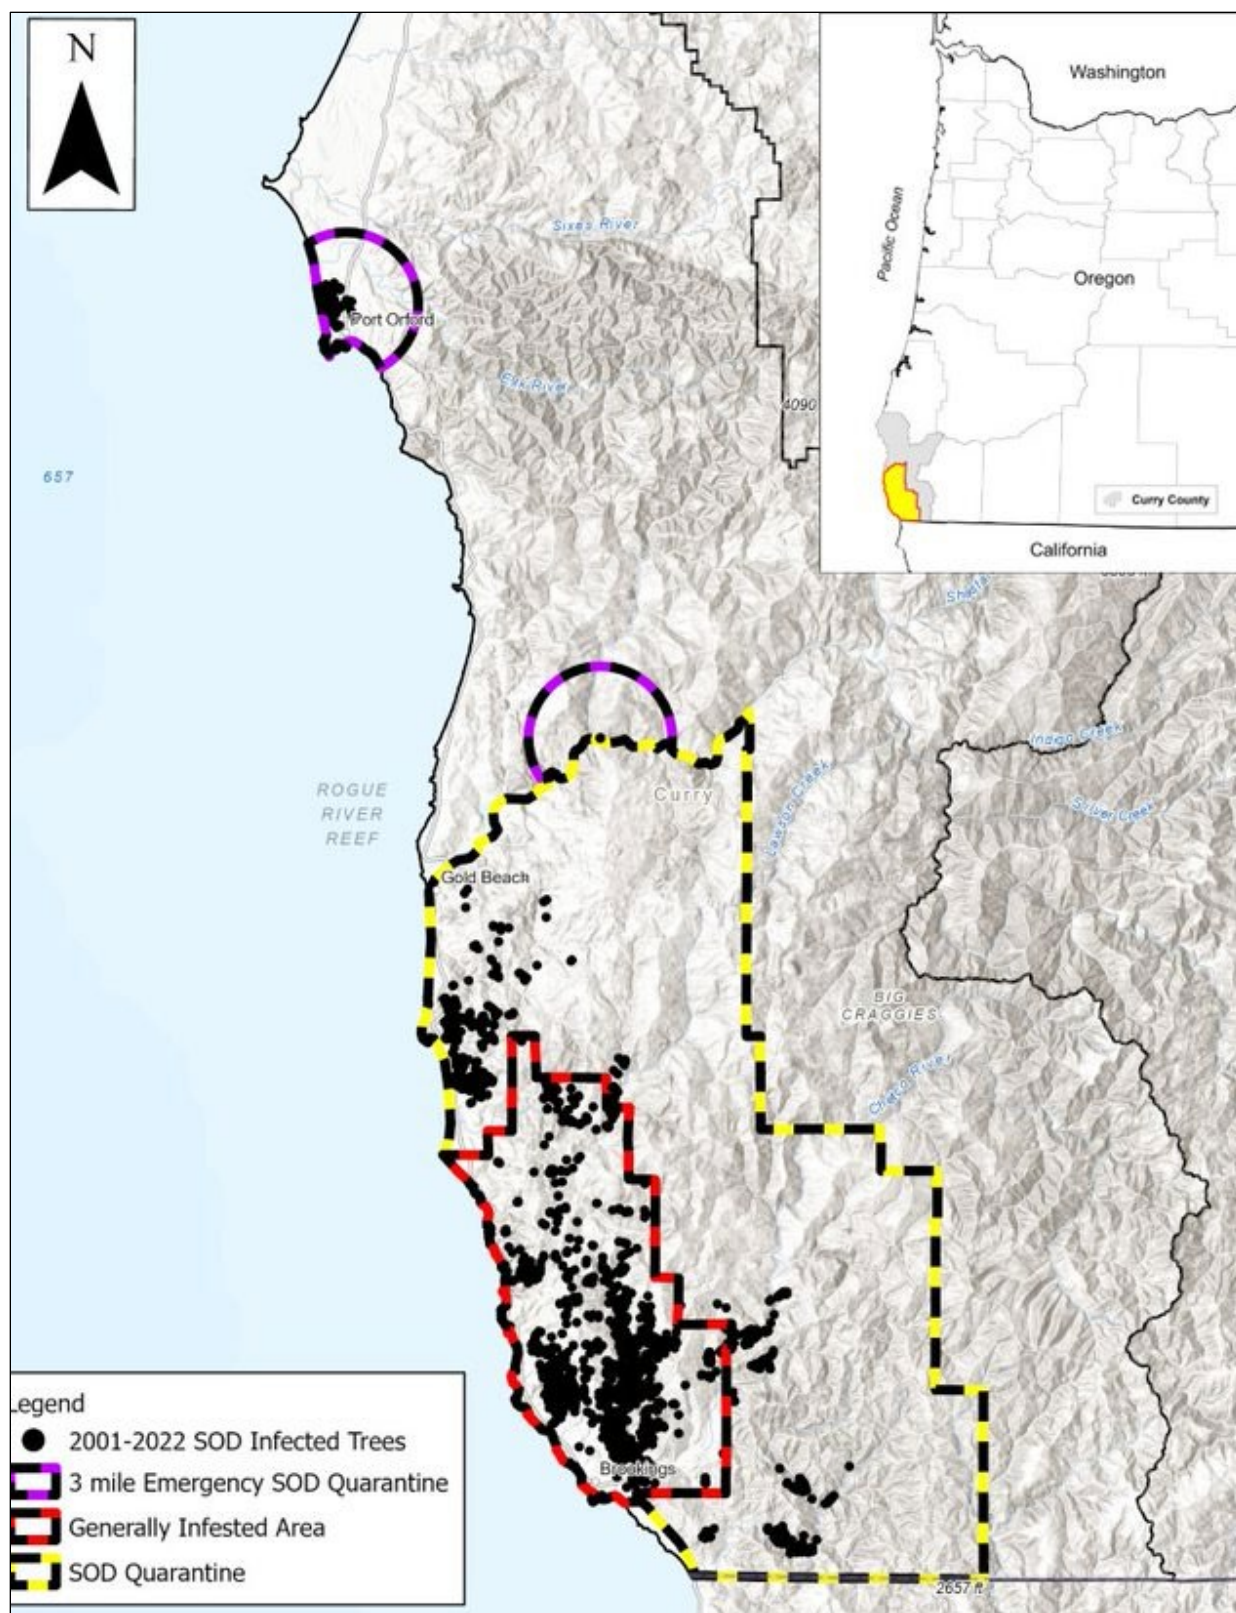 N
Washington
Pacific Ocean
Oregon
Curry County
California
Sixes River
Port Orford
Elk River
4090
657
Indigo Creek
ROGUE
RIVER
REEF
Curry
Lawson Creek
Silver Creek
Gold Beach
BIG
CRAGGIES
Chetco River
Brookings
2657 ft
Legend
2001-2022 SOD Infected Trees
3 mile Emergency SOD Quarantine
Generally Infested Area
SOD Quarantine